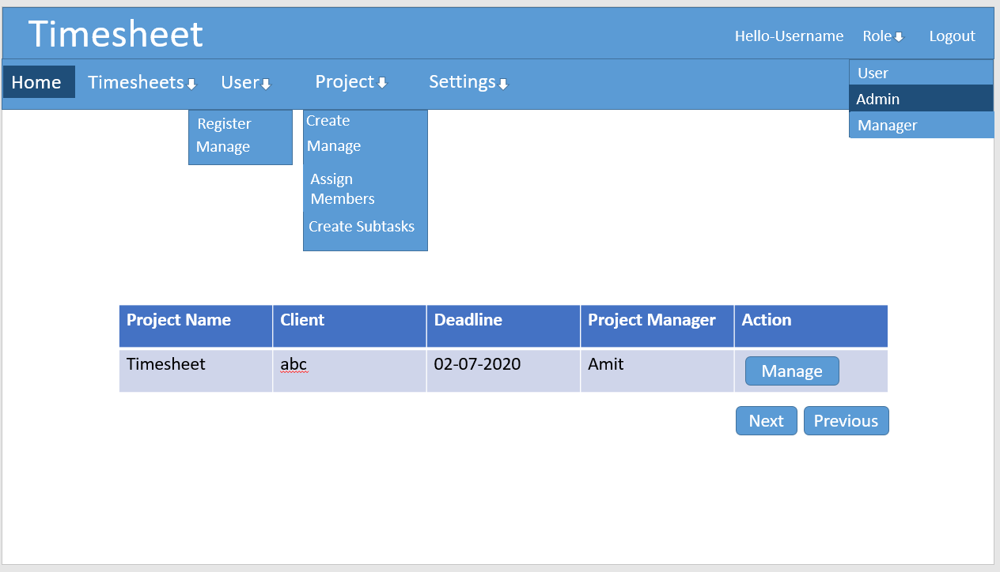 Timesheet
Hello-Username Role Logout
Home Timesheets User Project Settings
User
Admin
Manager
Register
Manage
Create
Manage
Assign
Members
Create Subtasks
Project Name Client Deadline Project Manager Action
Timesheet abc 02-07-2020 Amit Manage
Next Previous